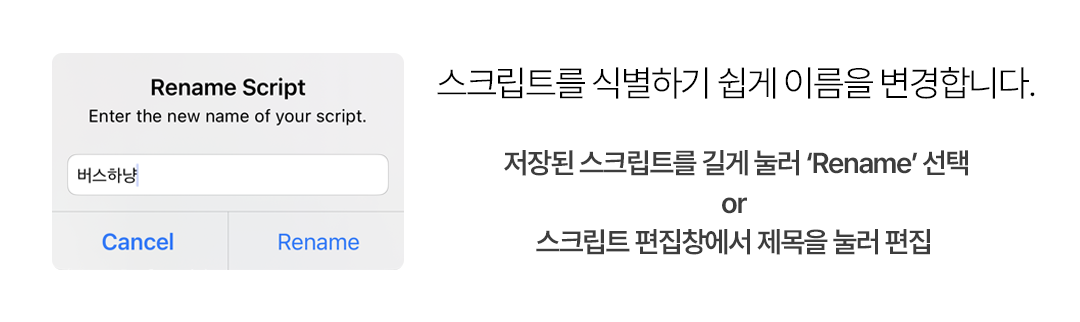 Rename Script
Enter the new name of your script.
버스하냥
Cancel
Rename
스크립트를 식별하기 쉽게 이름을 변경합니다.
저장된 스크립트를 길게 눌러 ‘Rename’ 선택
or
스크립트 편집창에서 제목을 눌러 편집